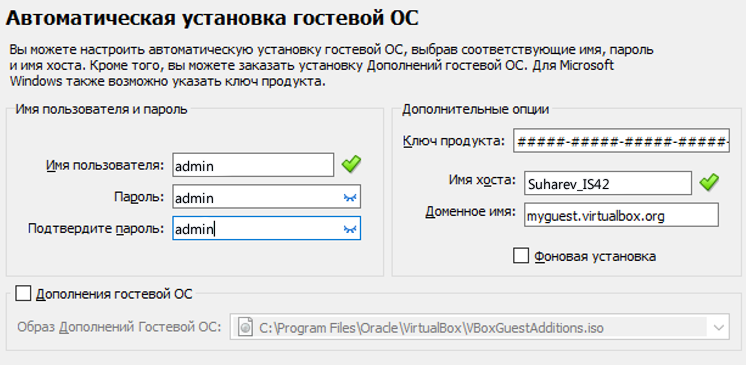 Автоматическая установка гостевой ОС
Вы можете настроить автоматическую установку гостевой ОС, выбрав соответствующие имя, пароль
и имя хоста. Кроме того, вы можете заказать установку Дополнений гостевой ОС. Для Microsoft
Windows также возможно указать ключ продукта.
Имя пользователя и пароль
Имя пользователя: admin
Пароль: admin
Подтвердите пароль: admin
Дополнительные опции
Ключ продукта: #####-#####-#####-#####-
Имя хоста: Suharev_IS42
Доменное имя: myguest.virtualbox.org
Фоновая установка
Дополнения гостевой ОС
Образ Дополнений Гостевой ОС: C:\Program Files\Oracle\VirtualBox\VBoxGuestAdditions.iso